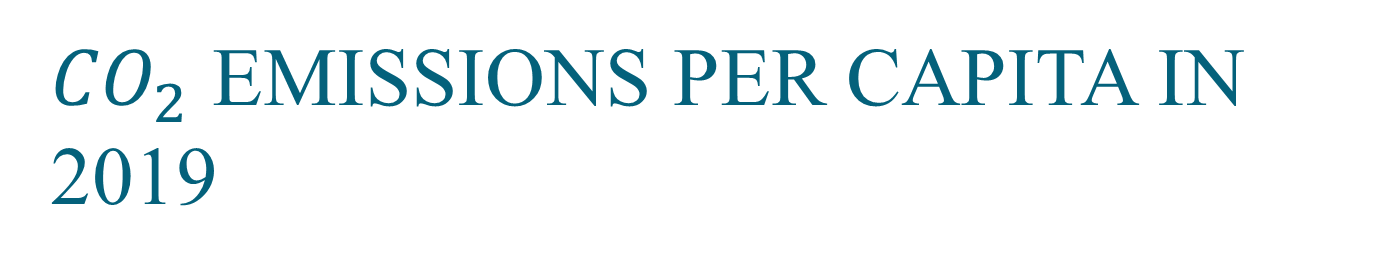 CO₂ EMISSIONS PER CAPITA IN
2019